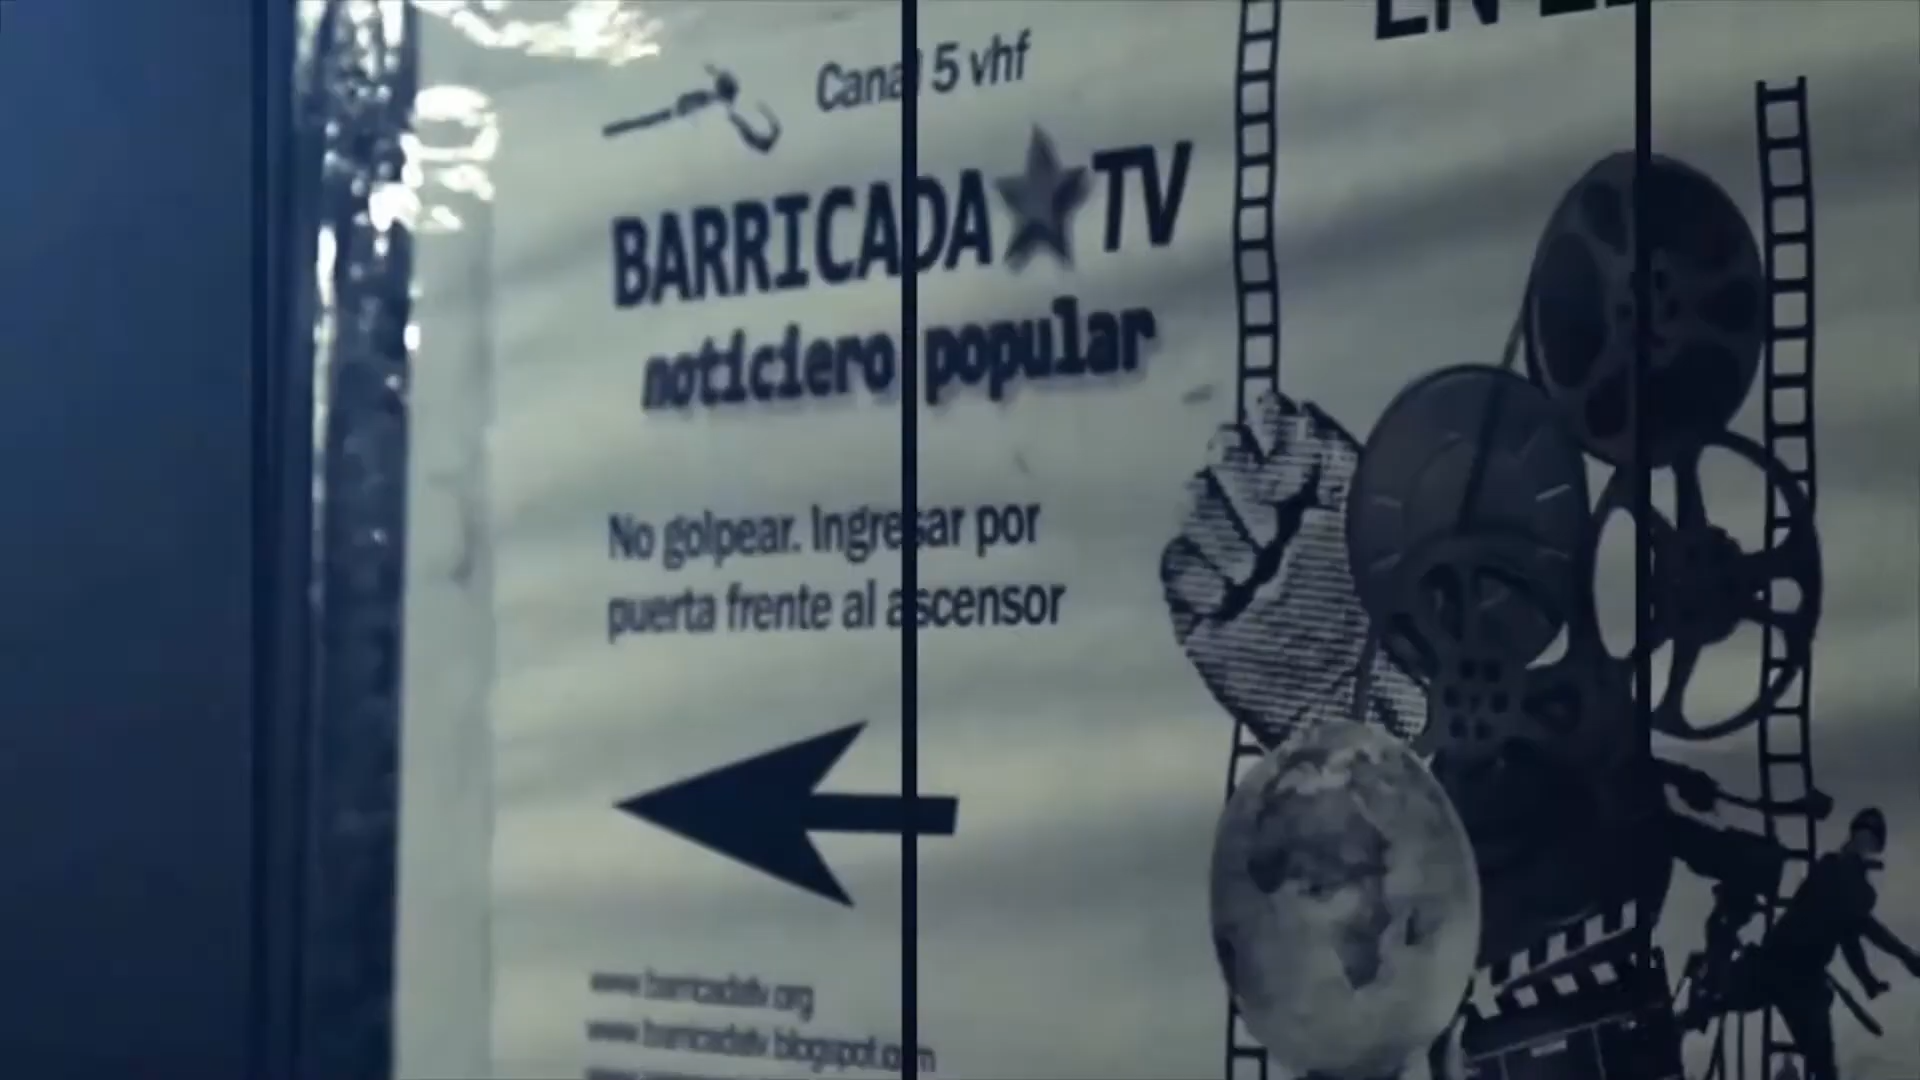 Canal 5 vhf
BARRICADA TV
noticiero popular
No golpear. Ingresar por
puerta frente al ascensor
www.barricadatv.org
www.barricadatv.blogspot.com
EN